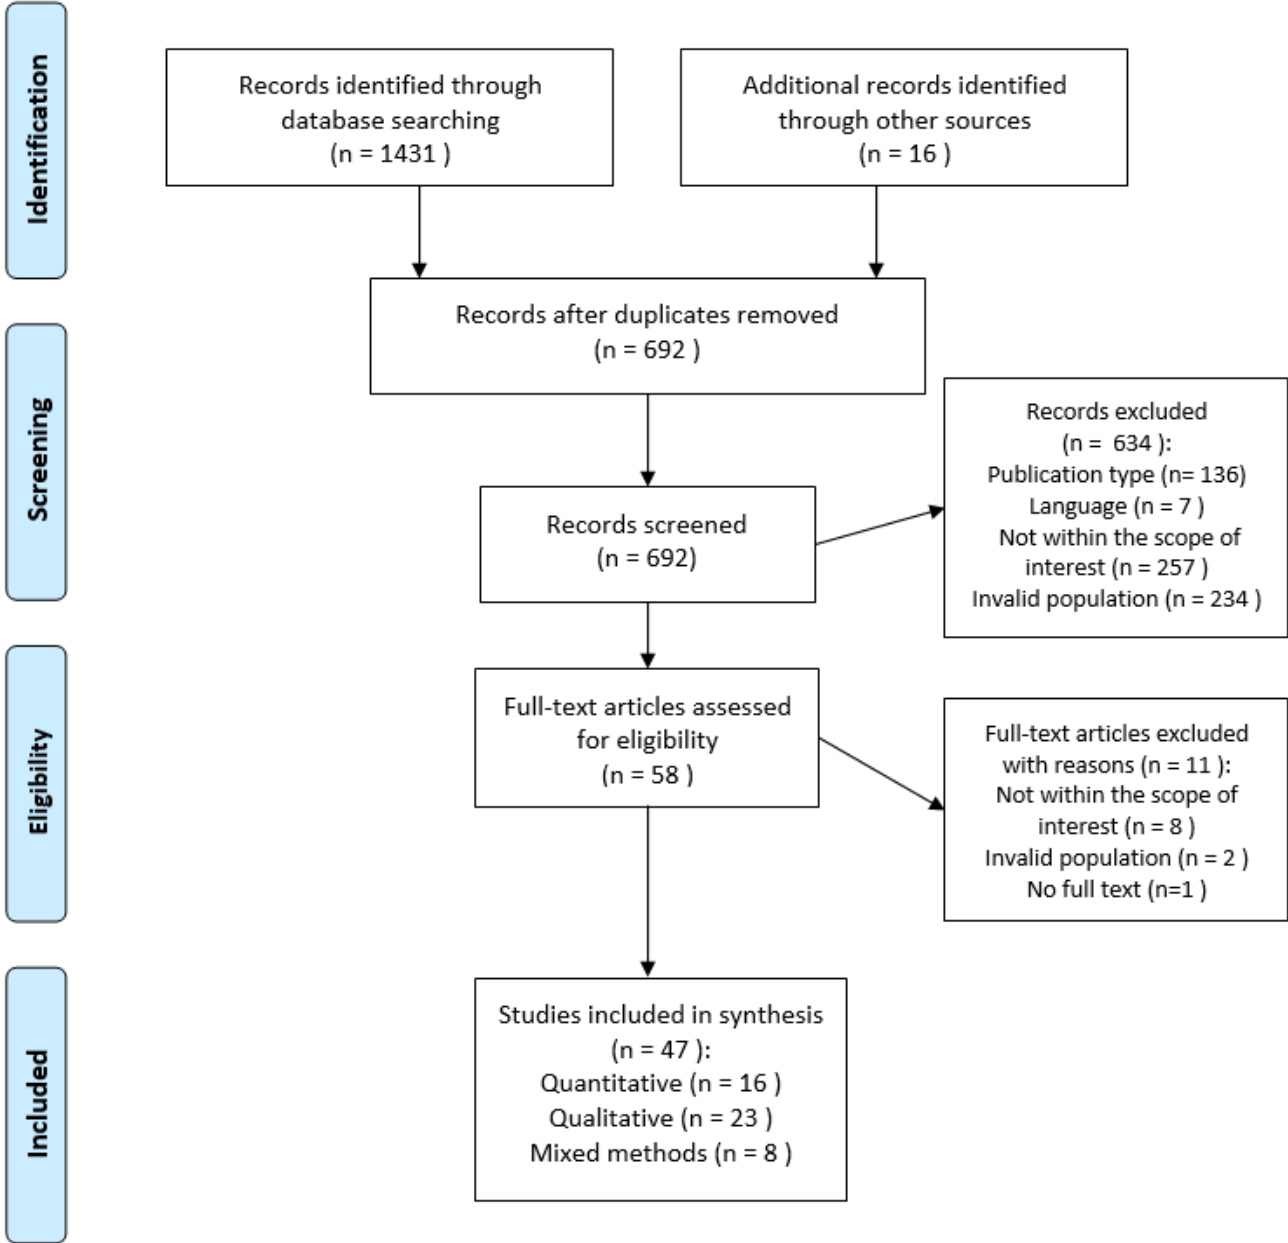 Identification
Records identified through
database searching
(n = 1431 )
Additional records identified
through other sources
(n = 16 )
Records after duplicates removed
(n = 692 )
Screening
Records screened
(n = 692)
Records excluded
(n =  634 ):
Publication type (n= 136)
Language (n = 7 )
Not within the scope of
interest (n = 257 )
Invalid population (n = 234 )
Eligibility
Full-text articles assessed
for eligibility
(n = 58 )
Full-text articles excluded
with reasons (n = 11 ):
Not within the scope of
interest (n = 8 )
Invalid population (n = 2 )
No full text (n=1 )
Included
Studies included in synthesis
(n = 47 ):
Quantitative (n = 16 )
Qualitative (n = 23 )
Mixed methods (n = 8 )